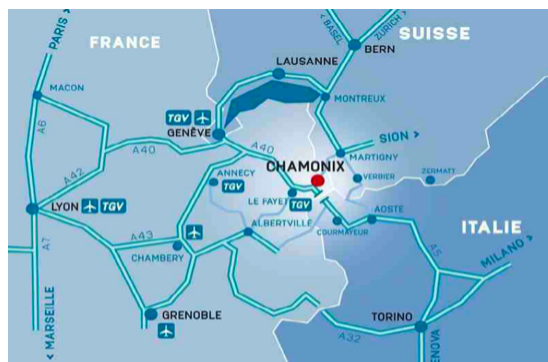 PARIS >
FRANCE
< BASEL
ZURICH >
SUISSE
BERN
LAUSANNE
MACON
MONTREUX
TGV
GENÈVE
A6
A40
A40
SION >
MARTIGNY
CHAMONIX
A42
ANNECY
TGV
VERBIER
ZERMATT
LYON
TGV
LE FAYET
TGV
AOSTE
ALBERTVILLE
COURMAYEUR
ITALIE
A7
A43
CHAMBERY
A5
MILANO >
< MARSEILLE
GRENOBLE
TORINO
A32
ENOVA